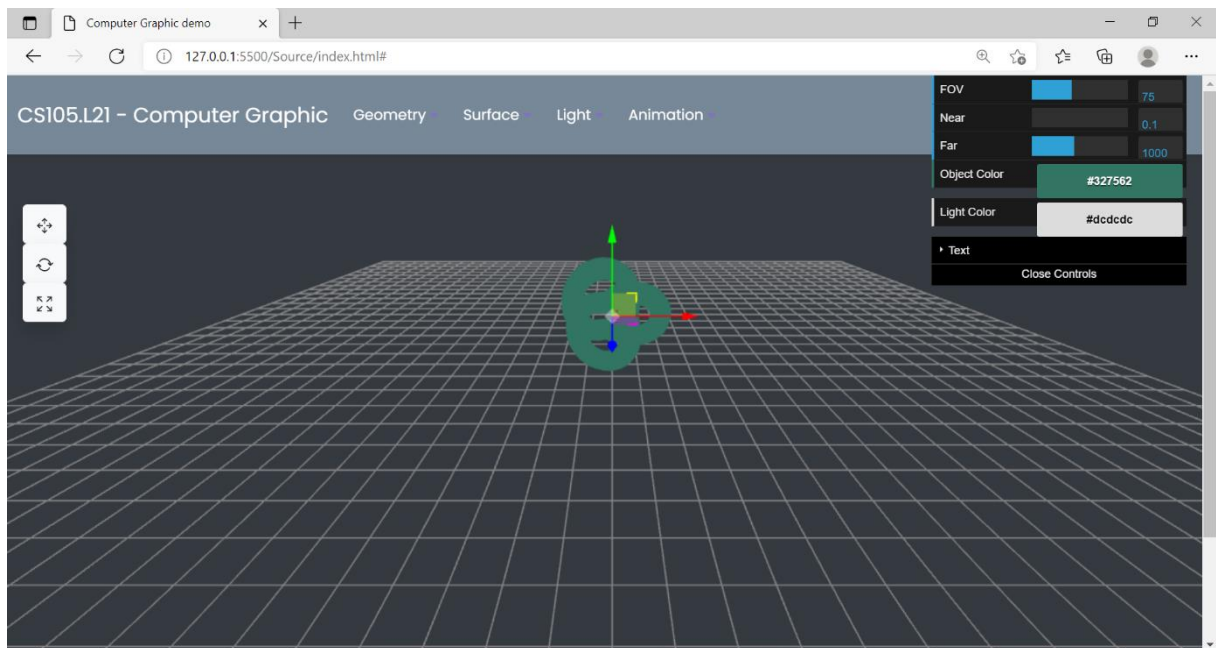 Computer Graphic demo
127.0.0.1:5500/Source/index.html#
CS105.L21 - Computer Graphic Geometry Surface Light Animation
FOV 75
Near 0.1
Far 1000
Object Color #327562
Light Color #dcdcdc
Text
Close Controls